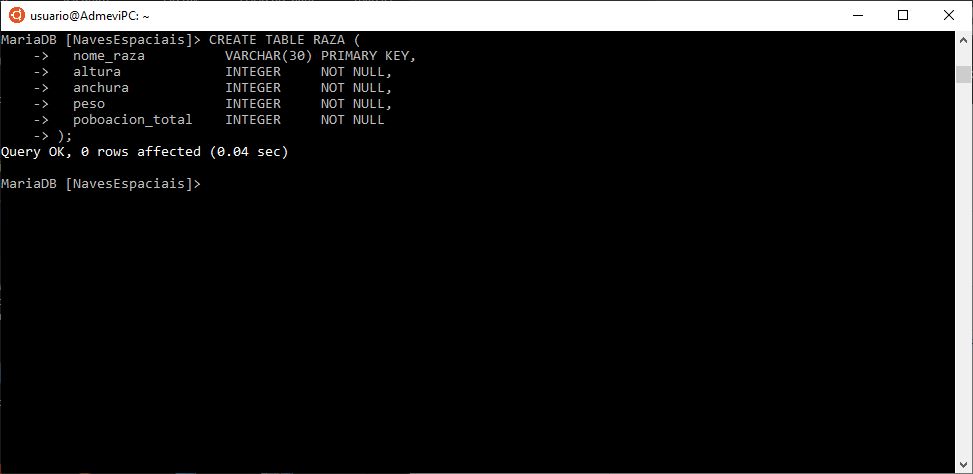 usuario@AdmeviPC: ~
MariaDB [NavesEspaciais]> CREATE TABLE RAZA (
    ->   nome_raza          VARCHAR(30) PRIMARY KEY,
    ->   altura             INTEGER     NOT NULL,
    ->   anchura            INTEGER     NOT NULL,
    ->   peso               INTEGER     NOT NULL,
    ->   poboacion_total    INTEGER     NOT NULL
    -> );
Query OK, 0 rows affected (0.04 sec)
MariaDB [NavesEspaciais]>